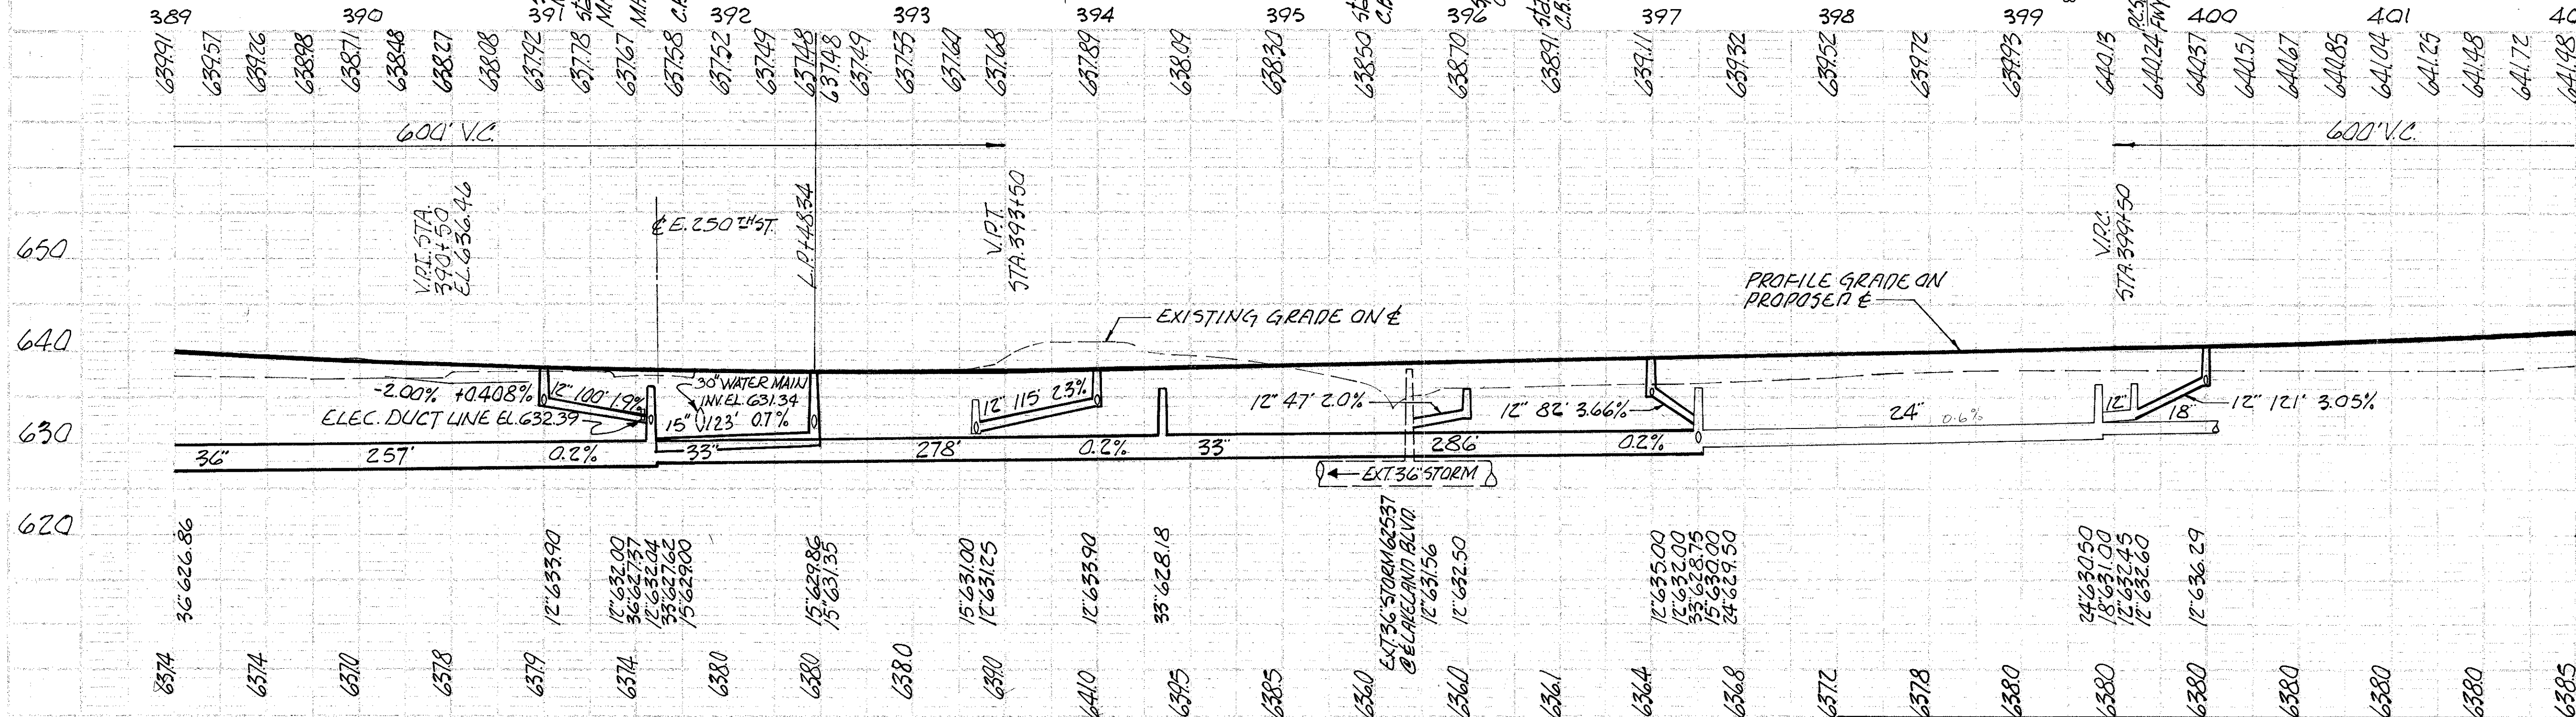 389 390 391 392 393 394 395 396 397 398 399 400 401
639.91 639.57 639.26 638.98 638.71 638.48 638.27 638.08 637.92 637.78 637.67 637.58 637.52 637.49 637.48 637.48 637.49 637.53 637.60 637.68 637.89 638.09 638.30 638.50 638.70 638.91 639.11 639.32 639.52 639.72 639.93 640.13 640.24 640.37 640.51 640.67 640.85 641.04 641.25 641.48 641.72
600' V.C.
600' V.C.
V.P.I. STA.
390+50
EL. 636.46
℄ E. 250TH ST.
L.P.+48.34
V.P.T.
STA. 393+50
V.P.C.
STA. 399+50
650
640
630
620
EXISTING GRADE ON ℄
PROFILE GRADE ON
PROPOSED ℄
-2.00% +0.408%
12" 100' 1.9%
ELEC. DUCT LINE EL. 632.39
30" WATER MAIN
INV. EL. 631.34
15" 123' 0.7%
12" 115' 2.3%
12" 47' 2.0%
12" 82' 3.66%
24" 0.6%
12"
18"
12" 121' 3.05%
36" 257' 0.2%
33" 278' 0.2%
33" 286' 0.2%
EXT. 36" STORM
36" 626.86
12" 633.90
12" 632.00
36" 627.37
12" 632.04
33" 627.62
15" 629.00
15" 629.86
15" 631.35
15" 631.00
12" 631.25
12" 633.90
33" 628.18
EXT. 36" STORM 625.37
@ ℄ LAKELAND BLVD.
12" 631.56
12" 632.50
12" 635.00
12" 632.00
33" 628.75
15" 630.00
24" 629.50
24" 630.50
18" 631.00
12" 632.45
12" 632.60
12" 636.29
637.4 637.4 637.0 637.8 637.9 637.4 638.0 638.0 638.0 639.0 641.0 639.5 638.5 636.0 636.0 636.1 636.4 636.8 637.2 637.8 638.0 638.0 638.0 638.0 638.0 638.0 638.5